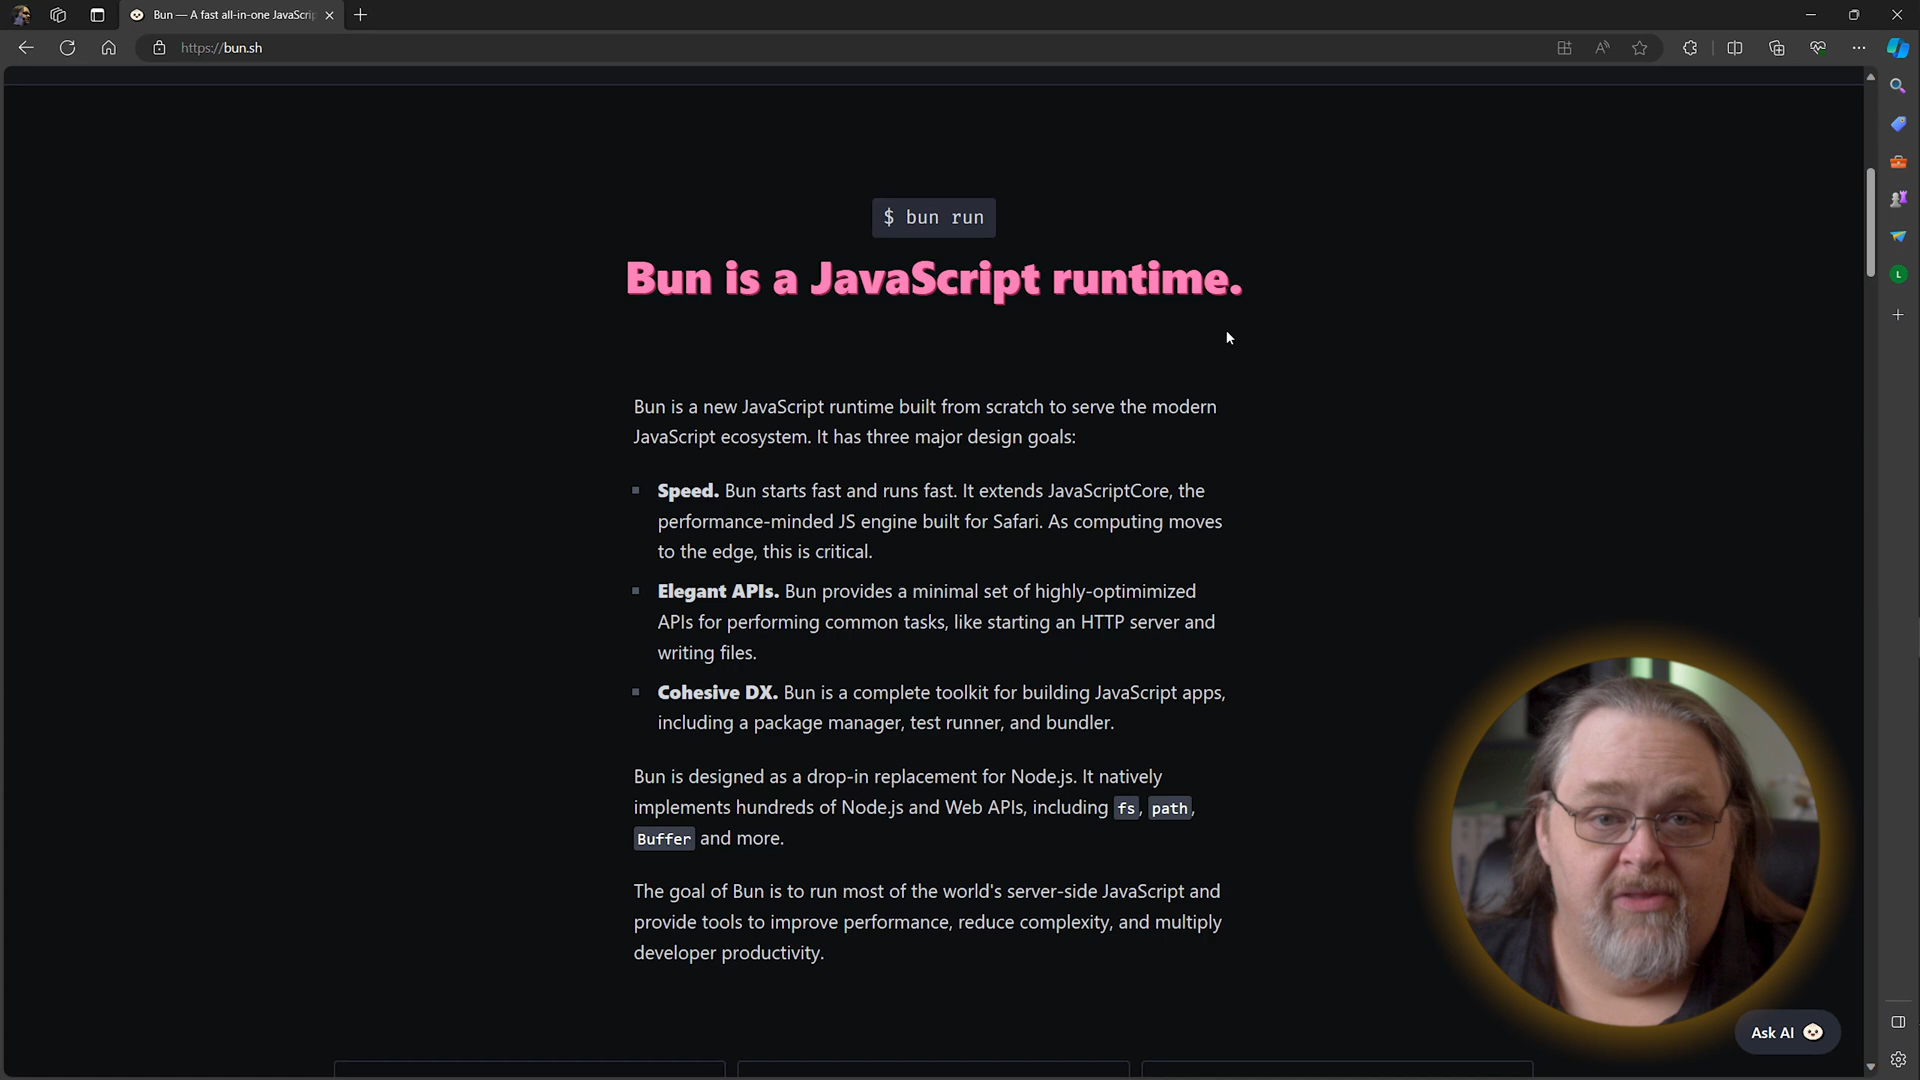 Bun — A fast all-in-one JavaScri
https://bun.sh
$ bun run
Bun is a JavaScript runtime.
Bun is a new JavaScript runtime built from scratch to serve the modern
JavaScript ecosystem. It has three major design goals:
Speed. Bun starts fast and runs fast. It extends JavaScriptCore, the
performance-minded JS engine built for Safari. As computing moves
to the edge, this is critical.
Elegant APIs. Bun provides a minimal set of highly-optimimized
APIs for performing common tasks, like starting an HTTP server and
writing files.
Cohesive DX. Bun is a complete toolkit for building JavaScript apps,
including a package manager, test runner, and bundler.
Bun is designed as a drop-in replacement for Node.js. It natively
implements hundreds of Node.js and Web APIs, including fs, path,
Buffer and more.
The goal of Bun is to run most of the world's server-side JavaScript and
provide tools to improve performance, reduce complexity, and multiply
developer productivity.
Ask AI
L